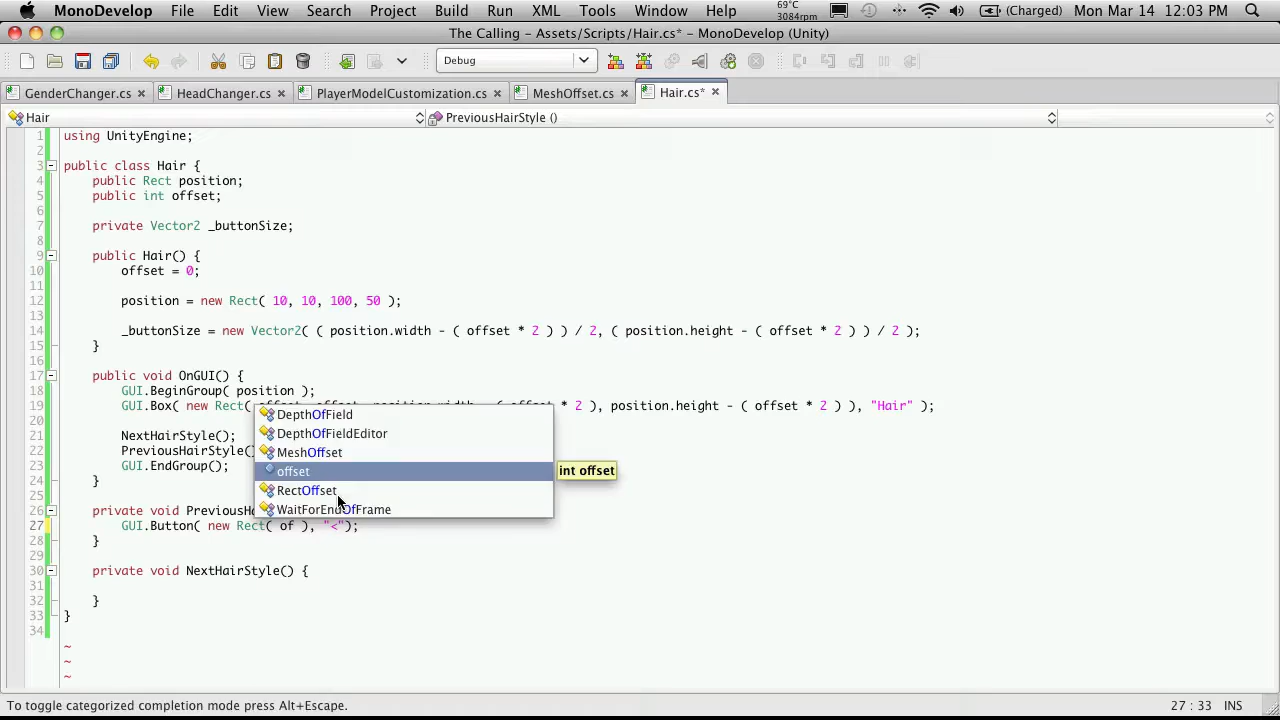 MonoDevelop File Edit View Search Project Build Run XML Tools Window Help 69°C 3084rpm (Charged) Mon Mar 14 12:03 PM
The Calling - Assets/Scripts/Hair.cs* - MonoDevelop (Unity)
Debug
GenderChanger.cs HeadChanger.cs PlayerModelCustomization.cs MeshOffset.cs Hair.cs*
Hair PreviousHairStyle ()
1 using UnityEngine;
2
3 public class Hair {
4 public Rect position;
5 public int offset;
6
7 private Vector2 _buttonSize;
8
9 public Hair() {
10 offset = 0;
11
12 position = new Rect( 10, 10, 100, 50 );
13
14 _buttonSize = new Vector2( ( position.width - ( offset * 2 ) ) / 2, ( position.height - ( offset * 2 ) ) / 2 );
15 }
16
17 public void OnGUI() {
18 GUI.BeginGroup( position );
19 GUI.Box( new Rect( offset, offset, position.width - ( offset * 2 ), position.height - ( offset * 2 ) ), "Hair" );
20
21 NextHairStyle();
22 PreviousHairStyle()
23 GUI.EndGroup();
24 }
25
26 private void PreviousHa
27 GUI.Button( new Rect( of ), "<");
28 }
29
30 private void NextHairStyle() {
31
32 }
33 }
34
~
~
~
DepthOfField
DepthOfFieldEditor
MeshOffset
offset
RectOffset
WaitForEndOfFrame
int offset
To toggle categorized completion mode press Alt+Escape. 27 : 33 INS